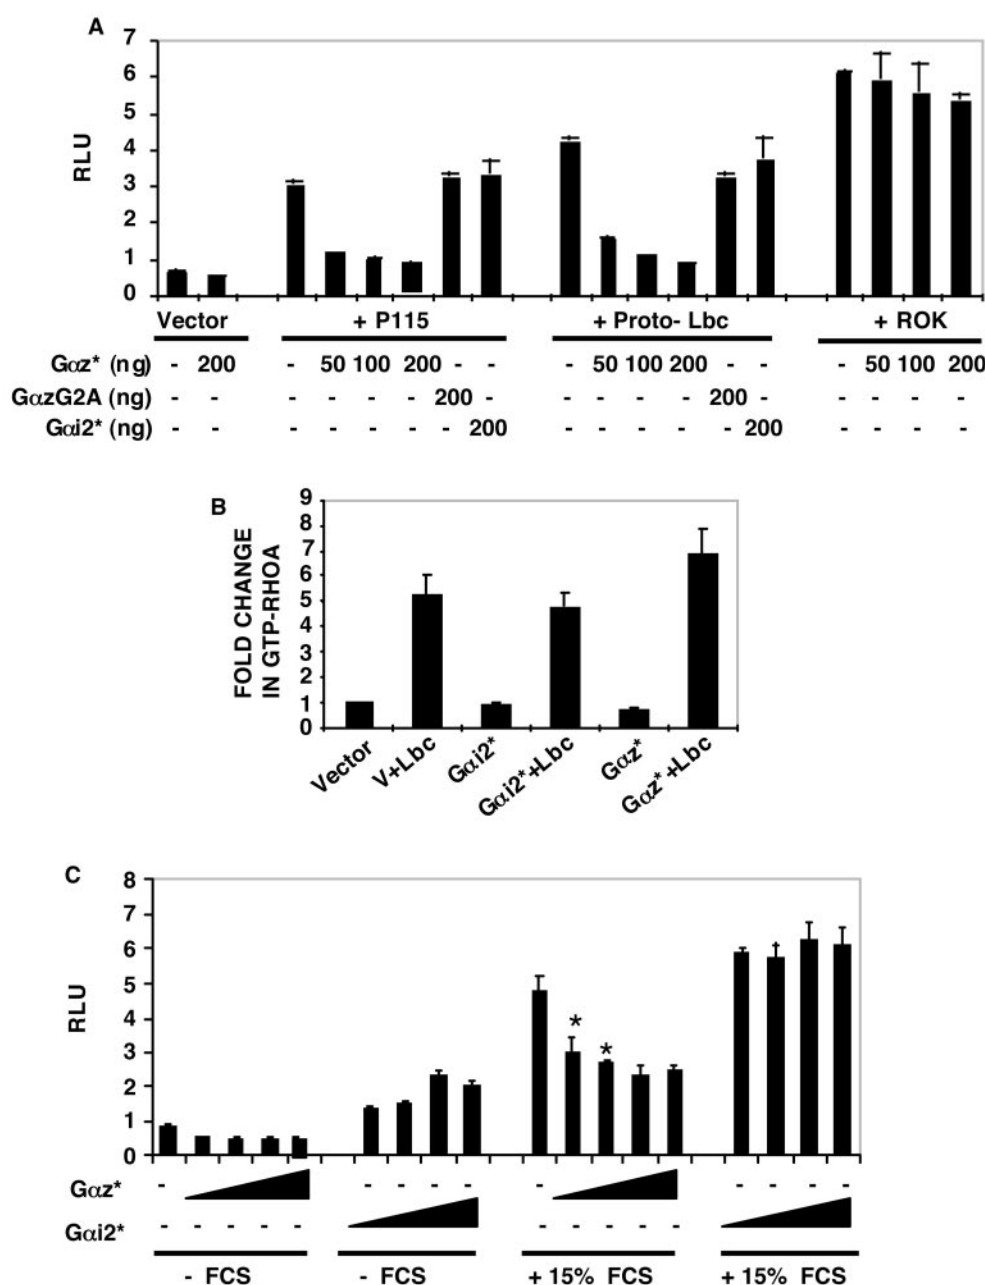 A
7
6
5
4
3
2
1
0
RLU
Vector + P115 + Proto- Lbc + ROK
Gαz* (ng) - 200 - 50 100 200 - - - 50 100 200 - - - 50 100 200
GαzG2A (ng) - - - - - - 200 - - - - - 200 - - - - -
Gαi2* (ng) - - - - - - - 200 - - - - - 200 - - - -
B
9
8
7
6
5
4
3
2
1
0
FOLD CHANGE
IN GTP-RHOA
Vector V+Lbc Gαi2* Gαi2*+Lbc Gαz* Gαz*+Lbc
C
8
7
6
5
4
3
2
1
0
RLU
* *
Gαz* - - - - - - - - - -
Gαi2* - - - - - - - - - -
- FCS - FCS + 15% FCS + 15% FCS